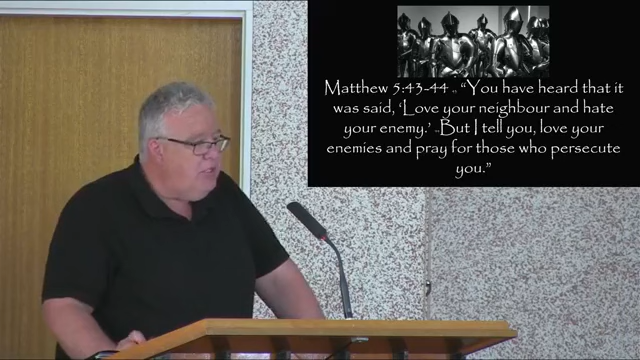 Matthew 5:43-44 "You have heard that it
was said, 'Love your neighbour and hate
your enemy.' But I tell you, love your
enemies and pray for those who persecute
you."